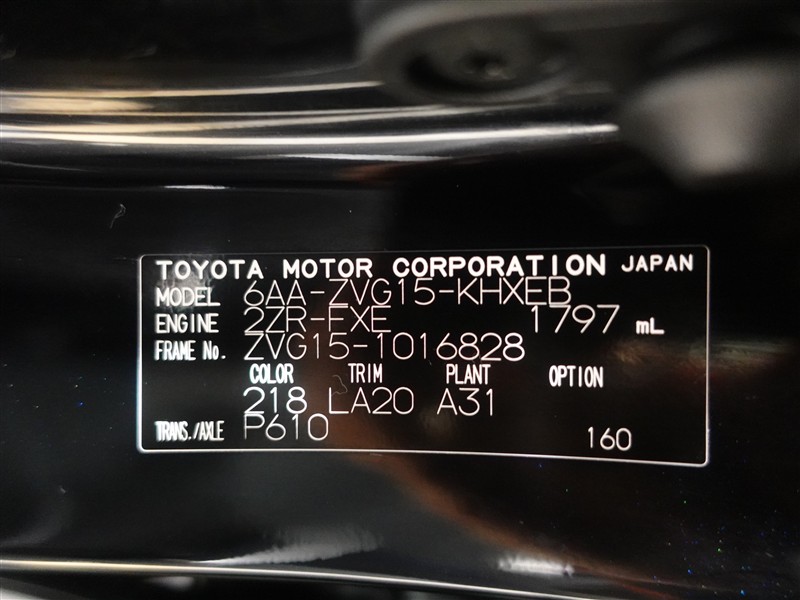 TOYOTA MOTOR CORPORATION JAPAN
MODEL 6AA-ZVG15-KHXEB
ENGINE 2ZR-FXE 1797 mL
FRAME No. ZVG15-1016828
COLOR TRIM PLANT OPTION
218 LA20 A31
TRANS./AXLE P610 160